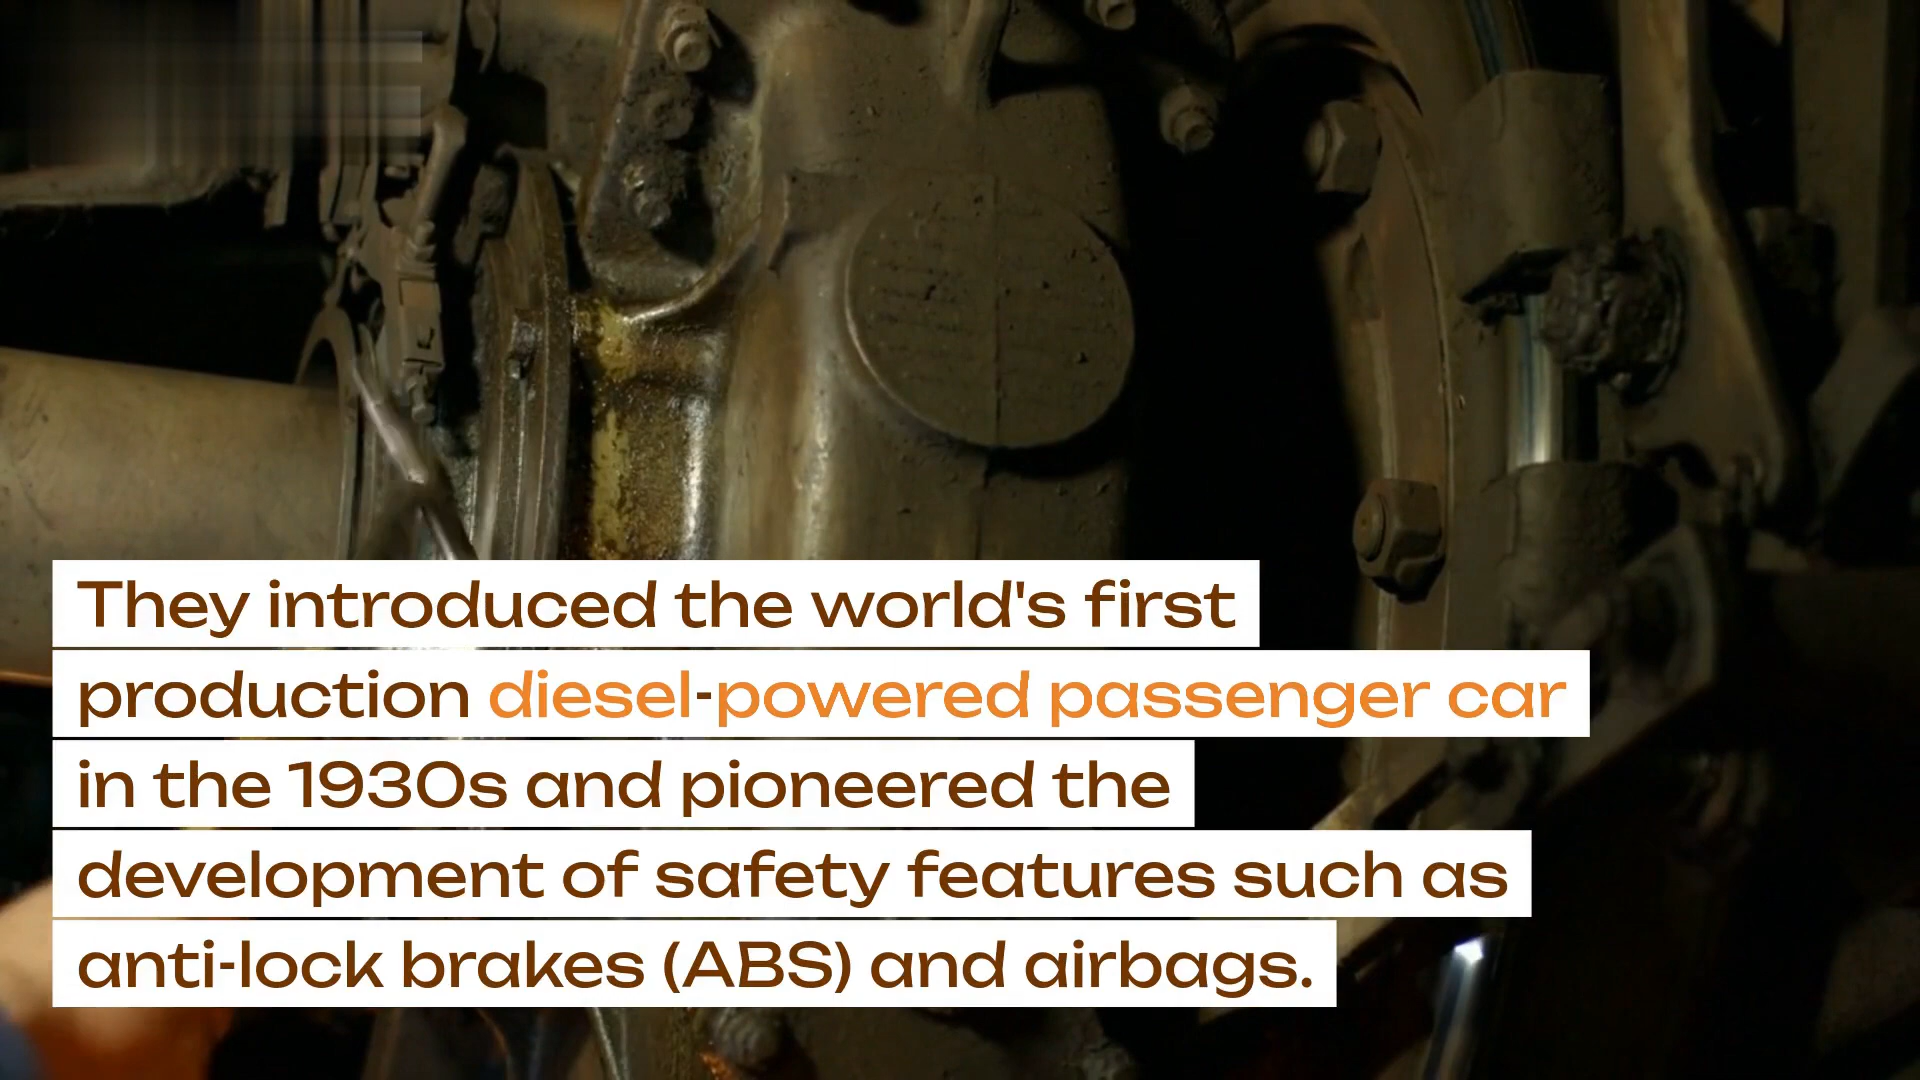 They introduced the world's first
production diesel-powered passenger car
in the 1930s and pioneered the
development of safety features such as
anti-lock brakes (ABS) and airbags.